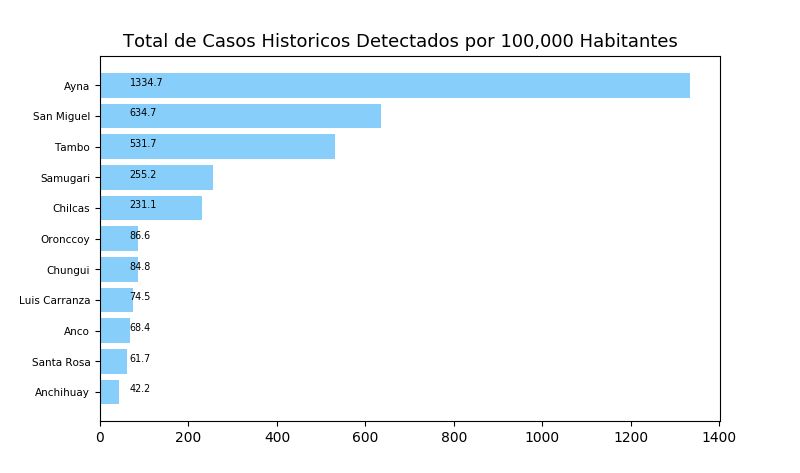 Total de Casos Historicos Detectados por 100,000 Habitantes
Ayna 1334.7
San Miguel 634.7
Tambo 531.7
Samugari 255.2
Chilcas 231.1
Oronccoy 86.6
Chungui 84.8
Luis Carranza 74.5
Anco 68.4
Santa Rosa 61.7
Anchihuay 42.2
0 200 400 600 800 1000 1200 1400